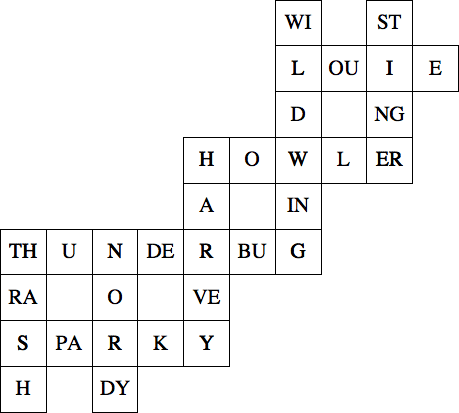 WI ST
L OU I E
D NG
H O W L ER
A IN
TH U N DE R BU G
RA O VE
S PA R K Y
H DY